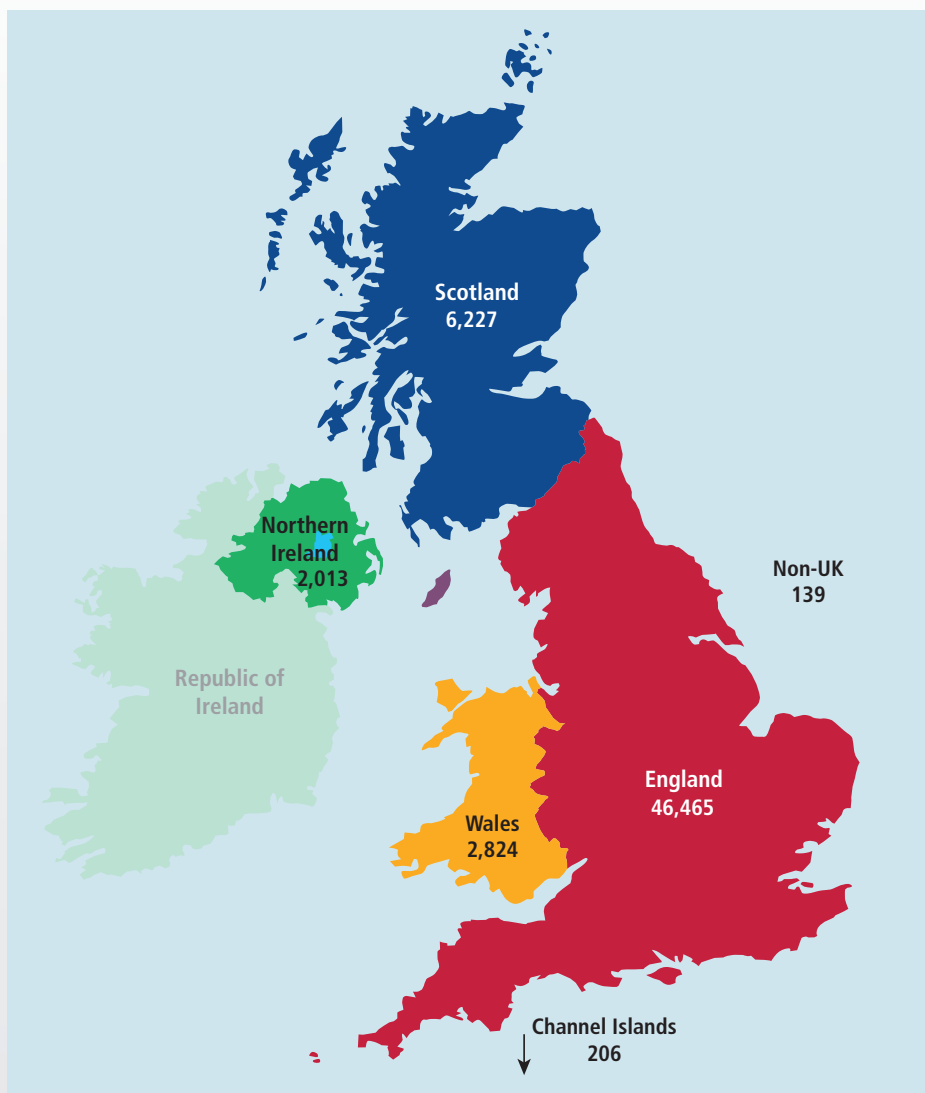 Scotland
6,227
Northern
Ireland
2,013
Non-UK
139
Republic of
Ireland
England
46,465
Wales
2,824
Channel Islands
206